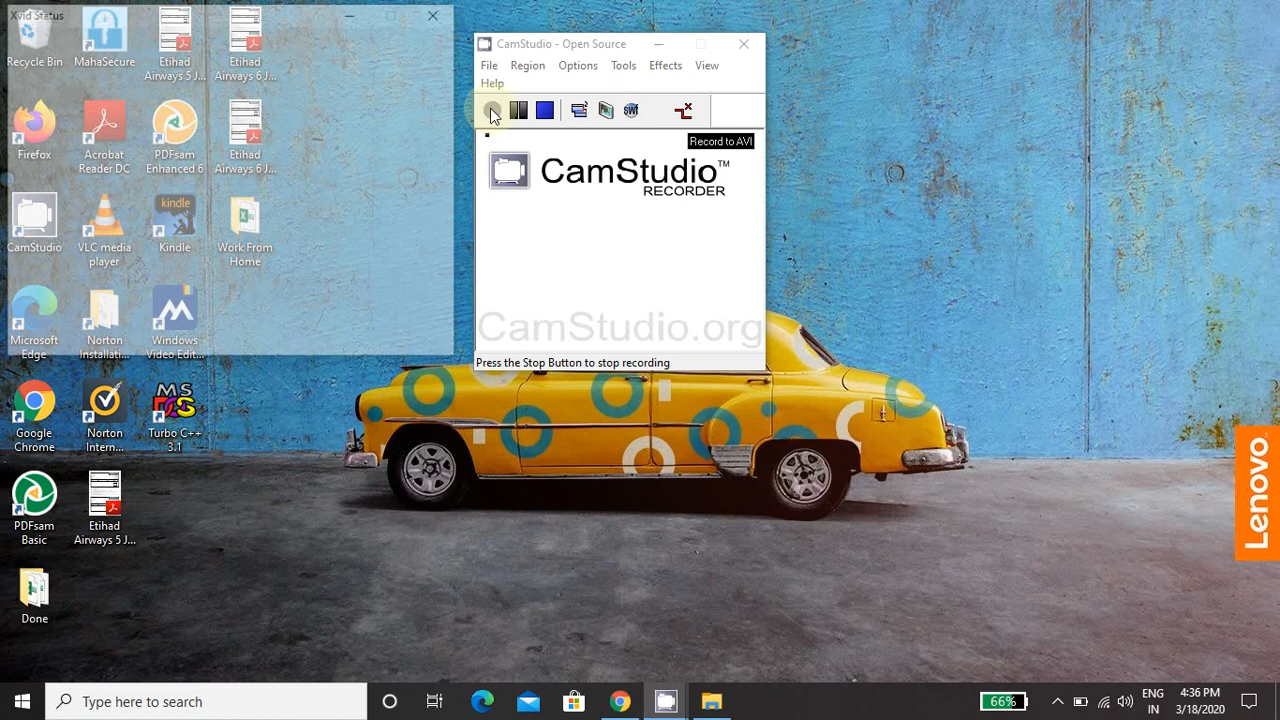 Xvid Status
Recycle Bin
MahaSecure
Etihad
Airways 5 J...
Etihad
Airways 6 J...
Firefox
Acrobat
Reader DC
PDFsam
Enhanced 6
Etihad
Airways 6 J...
CamStudio
VLC media
player
kindle
Kindle
Work From
Home
Microsoft
Edge
Norton
Installati...
Windows
Video Edit...
Google
Chrome
Norton
Intern...
MS
DOS
Turbo C++
3.1
PDFsam
Basic
Etihad
Airways 5 J...
Done
CamStudio - Open Source
File Region Options Tools Effects View
Help
SWF
Record to AVI
CamStudio™
RECORDER
CamStudio.org
Press the Stop Button to stop recording
Lenovo
Type here to search
66%
ENG
IN
4:36 PM
3/18/2020